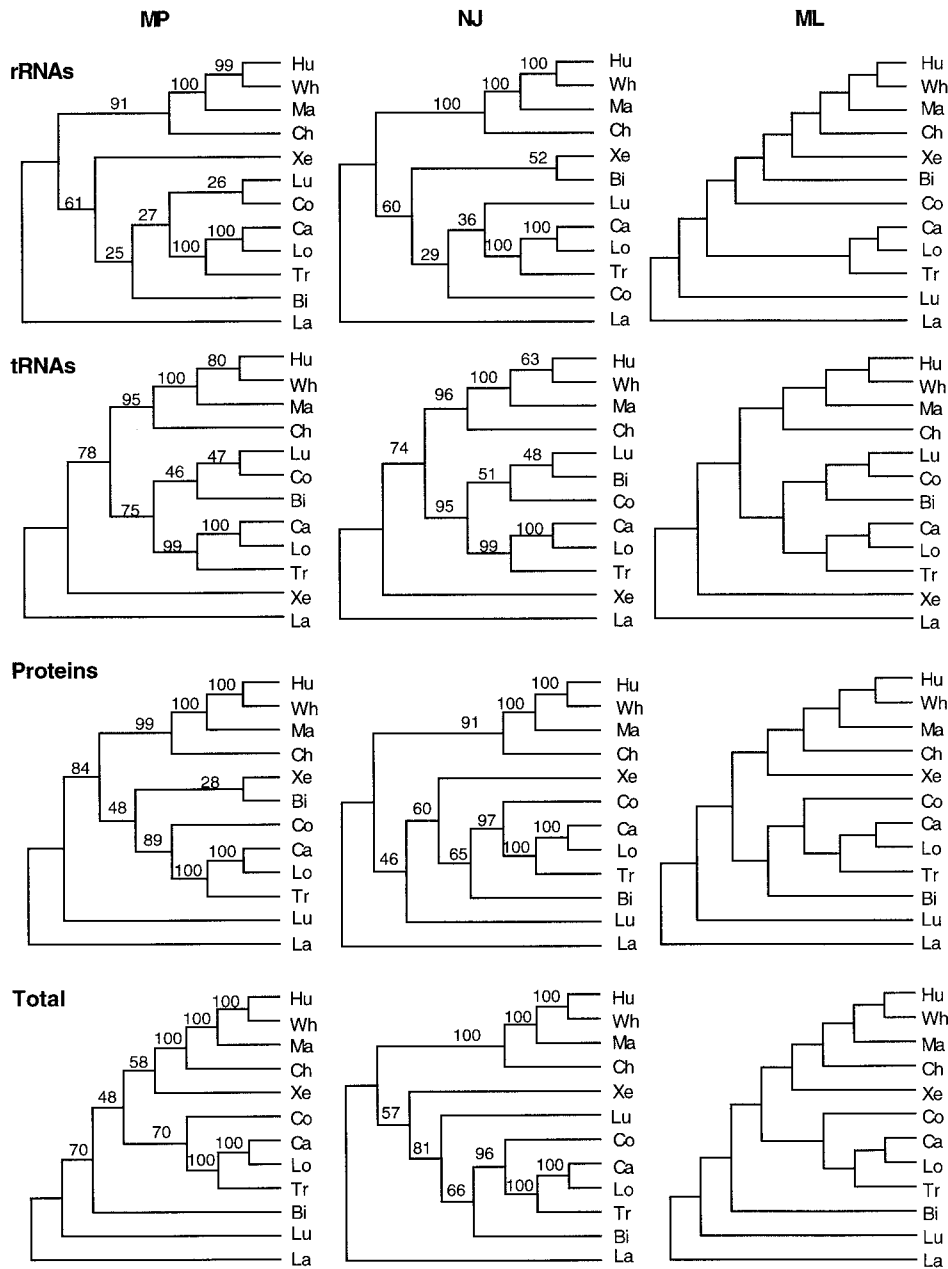 MP NJ ML
rRNAs
99 Hu
100 Wh
91 Ma
Ch
Xe
61 26 Lu
27 Co
100 Ca
100 Lo
25 Tr
Bi
La
100 Hu
100 Wh
100 Ma
Ch
52 Xe
Bi
60 Lu
36 100 Ca
100 Lo
29 Tr
Co
La
Hu
Wh
Ma
Ch
Xe
Bi
Co
Ca
Lo
Tr
Lu
La
tRNAs
80 Hu
100 Wh
95 Ma
Ch
78 47 Lu
46 Co
75 Bi
100 Ca
99 Lo
Tr
Xe
La
63 Hu
100 Wh
96 Ma
Ch
74 48 Lu
51 Bi
95 Co
100 Ca
99 Lo
Tr
Xe
La
Hu
Wh
Ma
Ch
Lu
Co
Bi
Ca
Lo
Tr
Xe
La
Proteins
100 Hu
100 Wh
99 Ma
Ch
84 28 Xe
Bi
48 Co
89 100 Ca
100 Lo
Tr
Lu
La
100 Hu
100 Wh
91 Ma
Ch
Xe
60 Co
97 100 Ca
100 Lo
46 65 Tr
Bi
Lu
La
Hu
Wh
Ma
Ch
Xe
Co
Ca
Lo
Tr
Bi
Lu
La
Total
100 Hu
100 Wh
100 Ma
58 Ch
Xe
48 Co
70 100 Ca
100 Lo
70 Tr
Bi
Lu
La
100 Hu
100 Wh
100 Ma
Ch
Xe
57 Lu
81 Co
96 100 Ca
100 Lo
66 Tr
Bi
La
Hu
Wh
Ma
Ch
Xe
Co
Ca
Lo
Tr
Bi
Lu
La